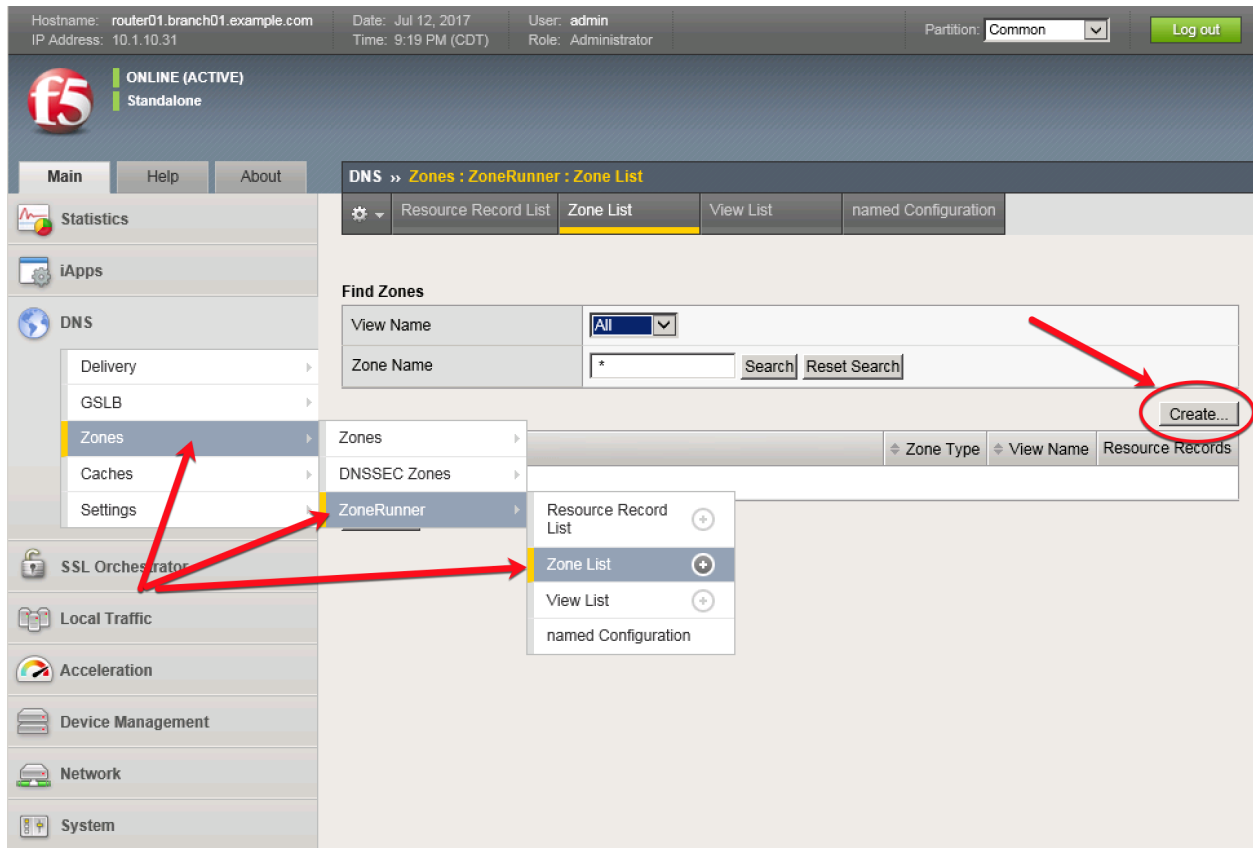 Hostname: router01.branch01.example.com Date: Jul 12, 2017 User: admin
IP Address: 10.1.10.31 Time: 9:19 PM (CDT) Role: Administrator
Partition: Common Log out
f5
ONLINE (ACTIVE)
Standalone
Main Help About
DNS ›› Zones : ZoneRunner : Zone List
Resource Record List Zone List View List named Configuration
Statistics
iApps
DNS
Delivery
GSLB
Zones
Caches
Settings
SSL Orchestrator
Local Traffic
Acceleration
Device Management
Network
System
Zones
DNSSEC Zones
ZoneRunner
Resource Record
List
Zone List
View List
named Configuration
Find Zones
View Name All
Zone Name * Search Reset Search
Create...
Zone Type View Name Resource Records